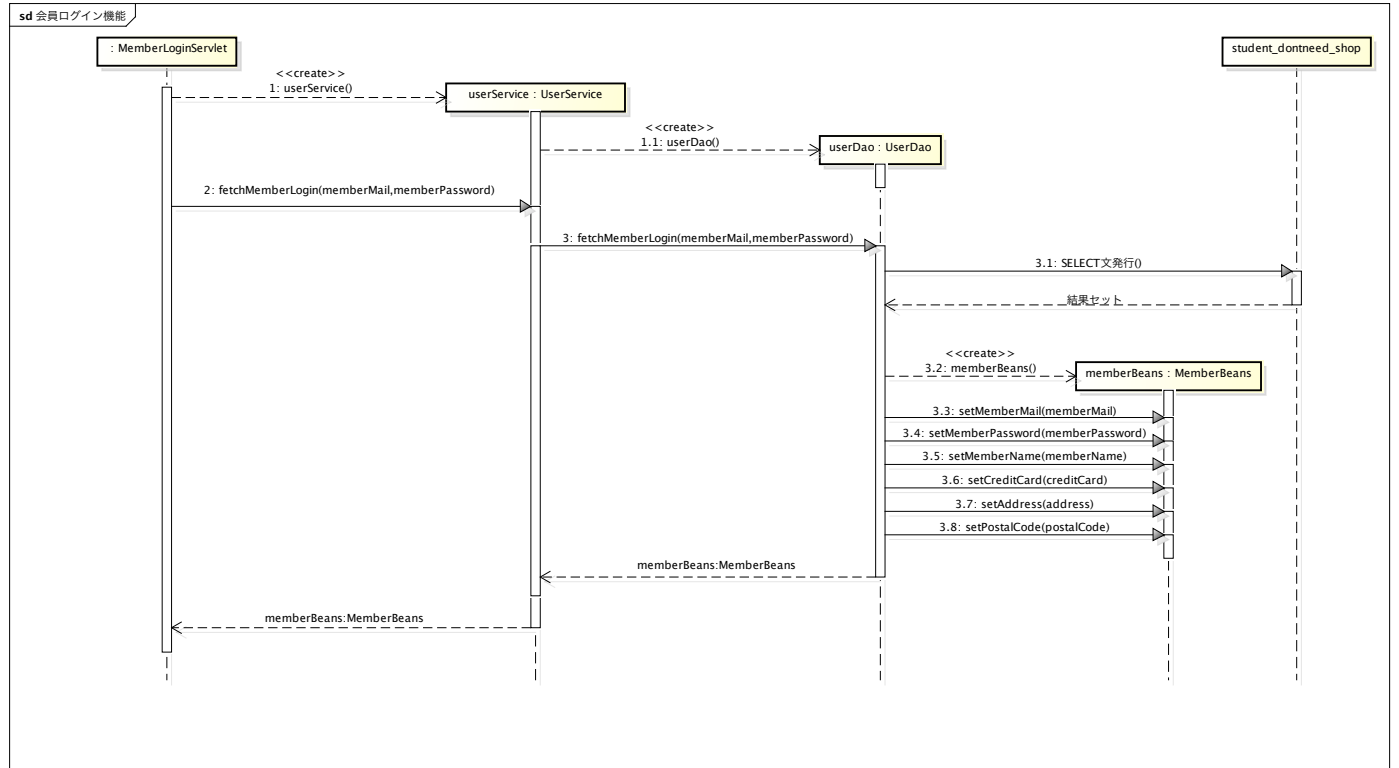 sd 会員ログイン機能
: MemberLoginServlet
student_dontneed_shop
<<create>>
1: userService()
userService : UserService
<<create>>
1.1: userDao()
userDao : UserDao
2: fetchMemberLogin(memberMail,memberPassword)
3: fetchMemberLogin(memberMail,memberPassword)
3.1: SELECT文発行()
結果セット
<<create>>
3.2: memberBeans()
memberBeans : MemberBeans
3.3: setMemberMail(memberMail)
3.4: setMemberPassword(memberPassword)
3.5: setMemberName(memberName)
3.6: setCreditCard(creditCard)
3.7: setAddress(address)
3.8: setPostalCode(postalCode)
memberBeans:MemberBeans
memberBeans:MemberBeans